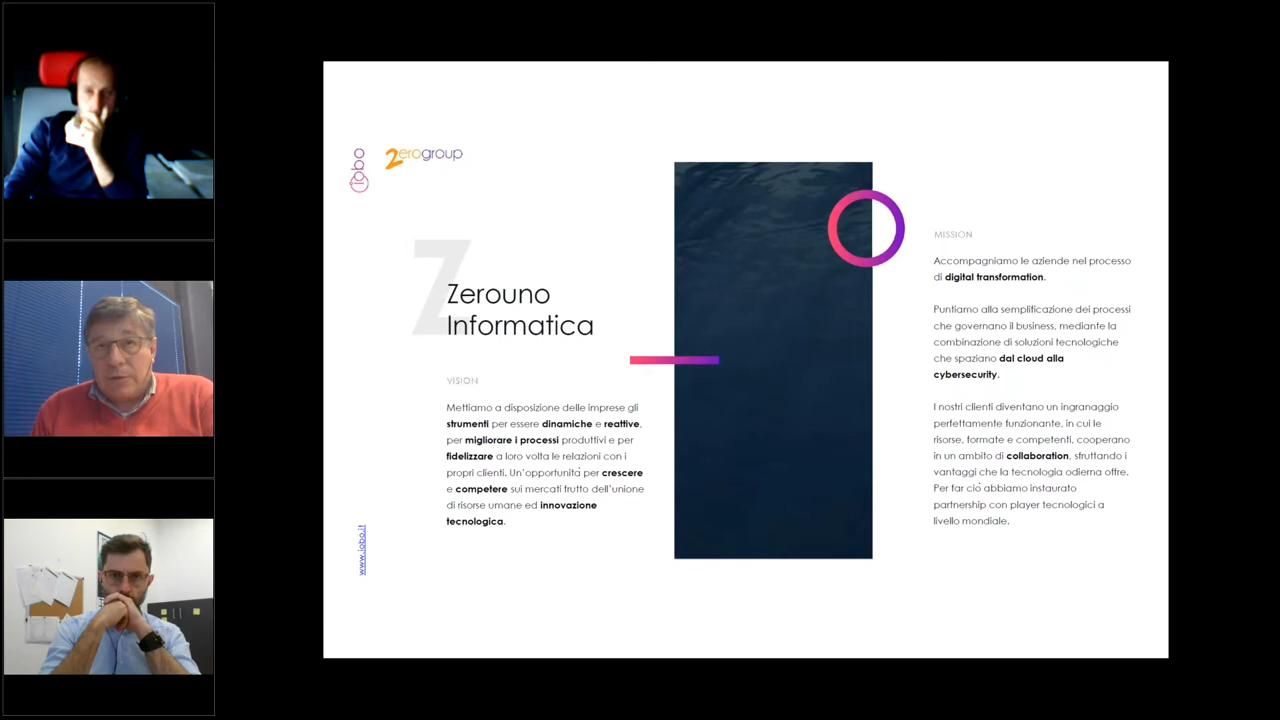 iobo
Zerogroup
Z
Zerouno
Informatica
VISION
Mettiamo a disposizione delle imprese gli
strumenti per essere dinamiche e reattive,
per migliorare i processi produttivi e per
fidelizzare a loro volta le relazioni con i
propri clienti. Un'opportunità per crescere
e competere sui mercati frutto dell'unione
di risorse umane ed innovazione
tecnologica.
www.iobo.it
MISSION
Accompagniamo le aziende nel processo
di digital transformation.
Puntiamo alla semplificazione dei processi
che governano il business, mediante la
combinazione di soluzioni tecnologiche
che spaziano dal cloud alla
cybersecurity.
I nostri clienti diventano un ingranaggio
perfettamente funzionante, in cui le
risorse, formate e competenti, cooperano
in un ambito di collaboration, sfruttando i
vantaggi che la tecnologia odierna offre.
Per far ciò abbiamo instaurato
partnership con player tecnologici a
livello mondiale.